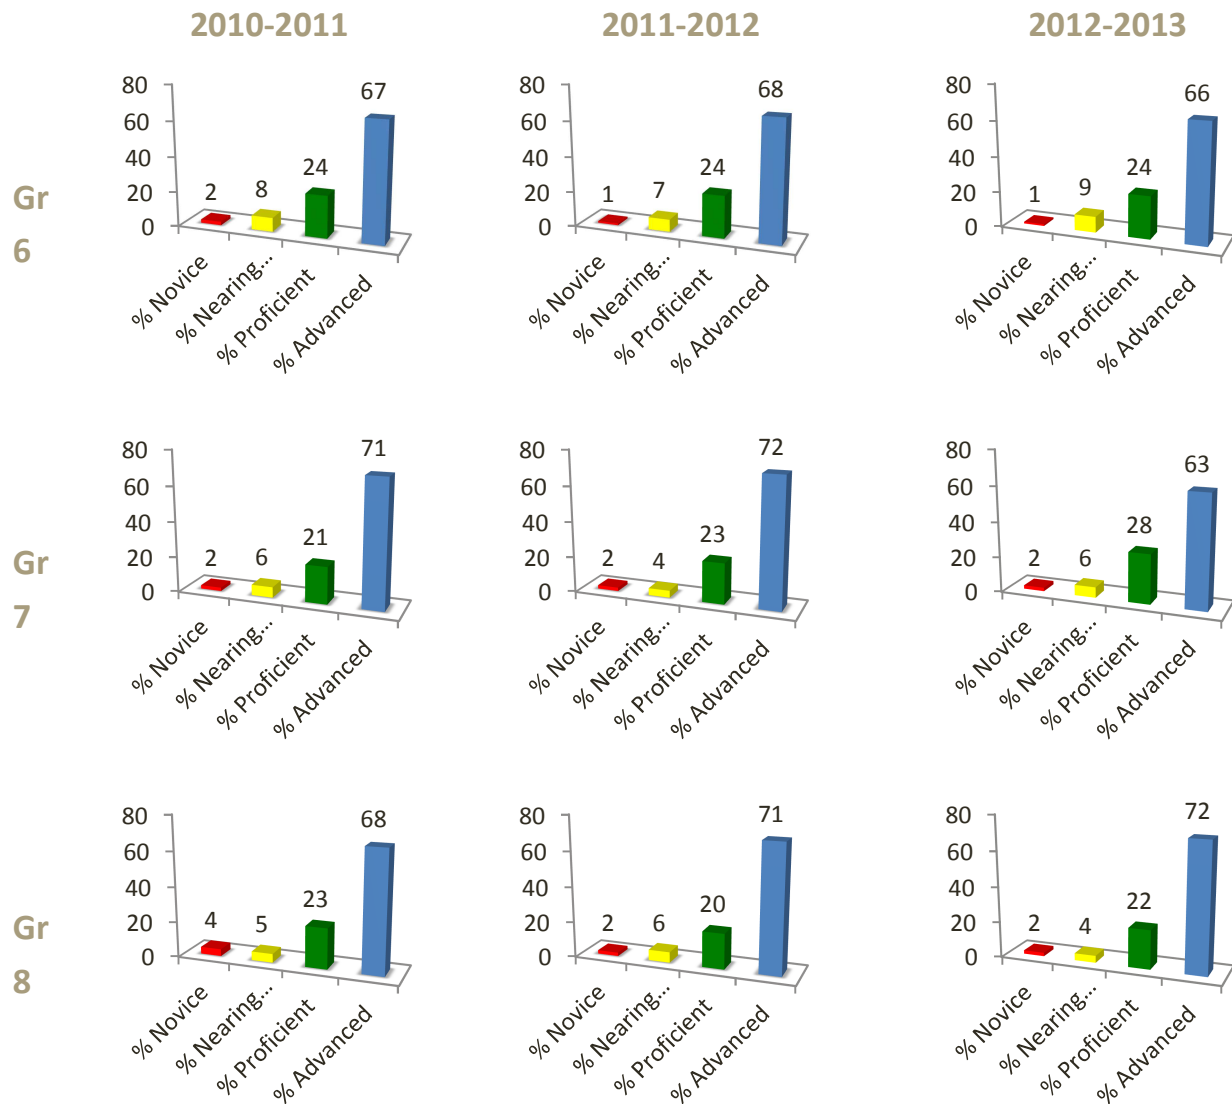 2010-2011 2011-2012 2012-2013
Gr
6
80
60
40
20
0
2 8 24 67
% Novice
% Nearing...
% Proficient
% Advanced
80
60
40
20
0
1 7 24 68
% Novice
% Nearing...
% Proficient
% Advanced
80
60
40
20
0
1 9 24 66
% Novice
% Nearing...
% Proficient
% Advanced
Gr
7
80
60
40
20
0
2 6 21 71
% Novice
% Nearing...
% Proficient
% Advanced
80
60
40
20
0
2 4 23 72
% Novice
% Nearing...
% Proficient
% Advanced
80
60
40
20
0
2 6 28 63
% Novice
% Nearing...
% Proficient
% Advanced
Gr
8
80
60
40
20
0
4 5 23 68
% Novice
% Nearing...
% Proficient
% Advanced
80
60
40
20
0
2 6 20 71
% Novice
% Nearing...
% Proficient
% Advanced
80
60
40
20
0
2 4 22 72
% Novice
% Nearing...
% Proficient
% Advanced